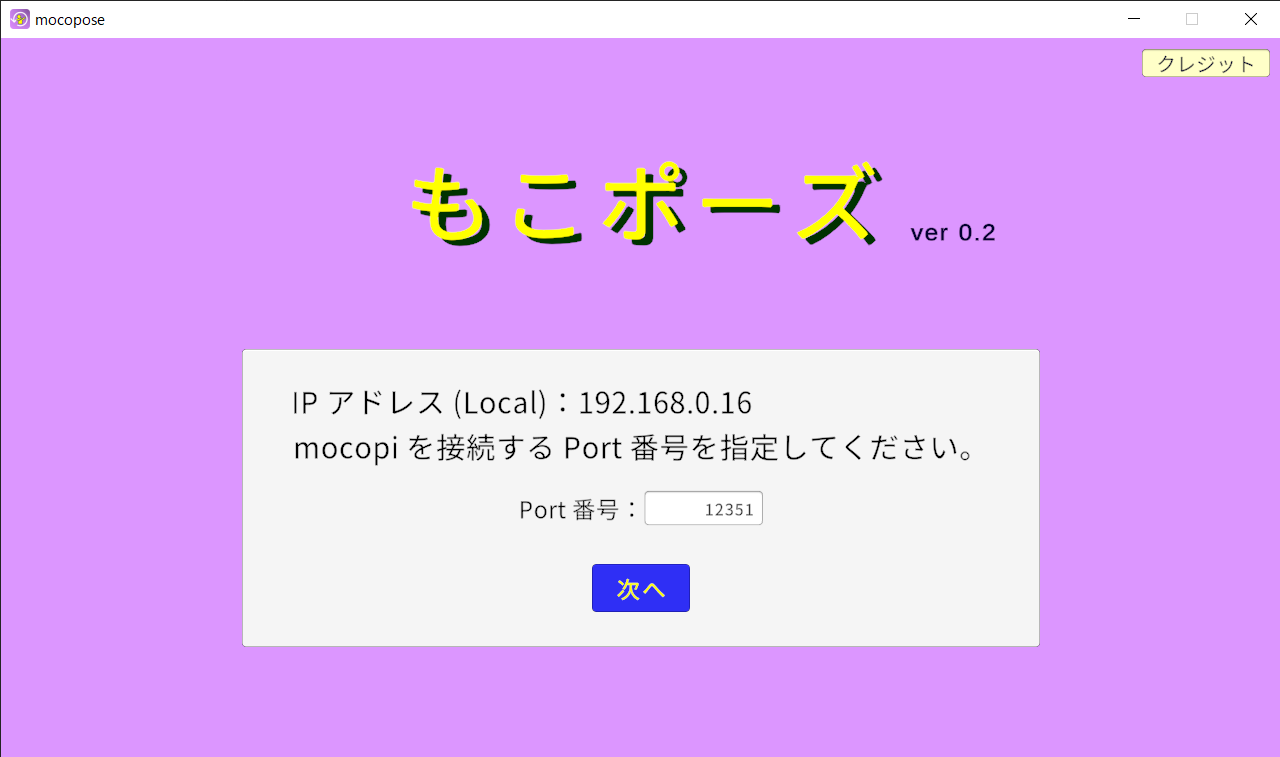 mocopose
クレジット
もこポーズ ver 0.2
IP アドレス (Local)：192.168.0.16
mocopi を接続する Port 番号を指定してください。
Port 番号： 12351
次へ